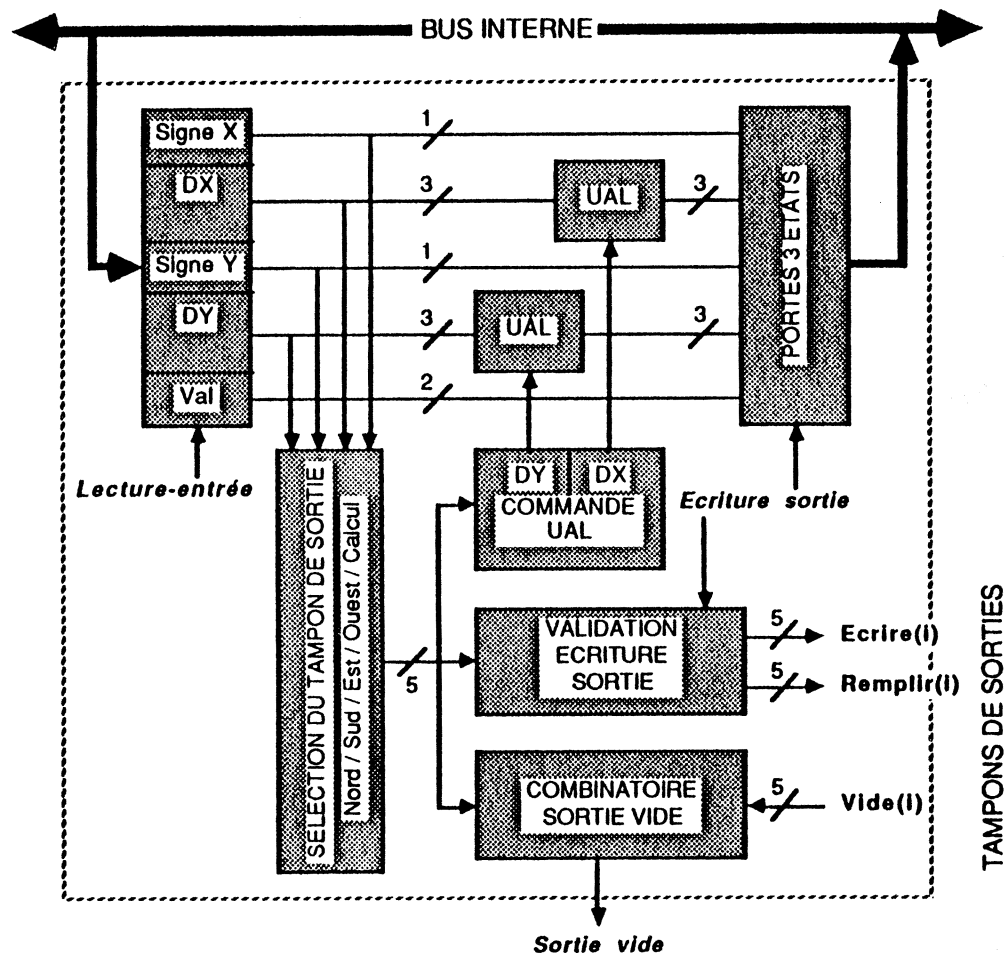 BUS INTERNE
Signe X
1
DX
3
UAL
3
Signe Y
1
DY
3
UAL
3
Val
2
PORTES 3 ETATS
Lecture-entrée
DY
DX
COMMANDE
UAL
Ecriture sortie
SELECTION DU TAMPON DE SORTIE
Nord / Sud / Est / Ouest / Calcul
5
VALIDATION
ECRITURE
SORTIE
5
Ecrire(i)
5
Remplir(i)
COMBINATOIRE
SORTIE VIDE
5
Vide(i)
TAMPONS DE SORTIES
Sortie vide